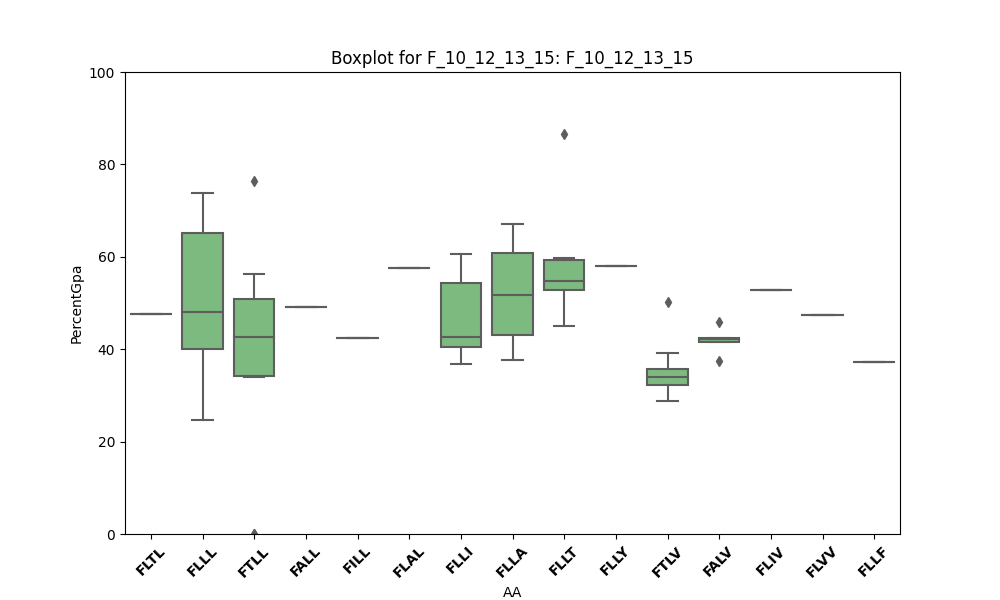 Boxplot for F_10_12_13_15: F_10_12_13_15
100
80
60
40
20
0
PercentGpa
FLTL
FLLL
FTLL
FALL
FILL
FLAL
FLLI
FLLA
FLLT
FLLY
FTLV
FALV
FLIV
FLVV
FLLF
AA